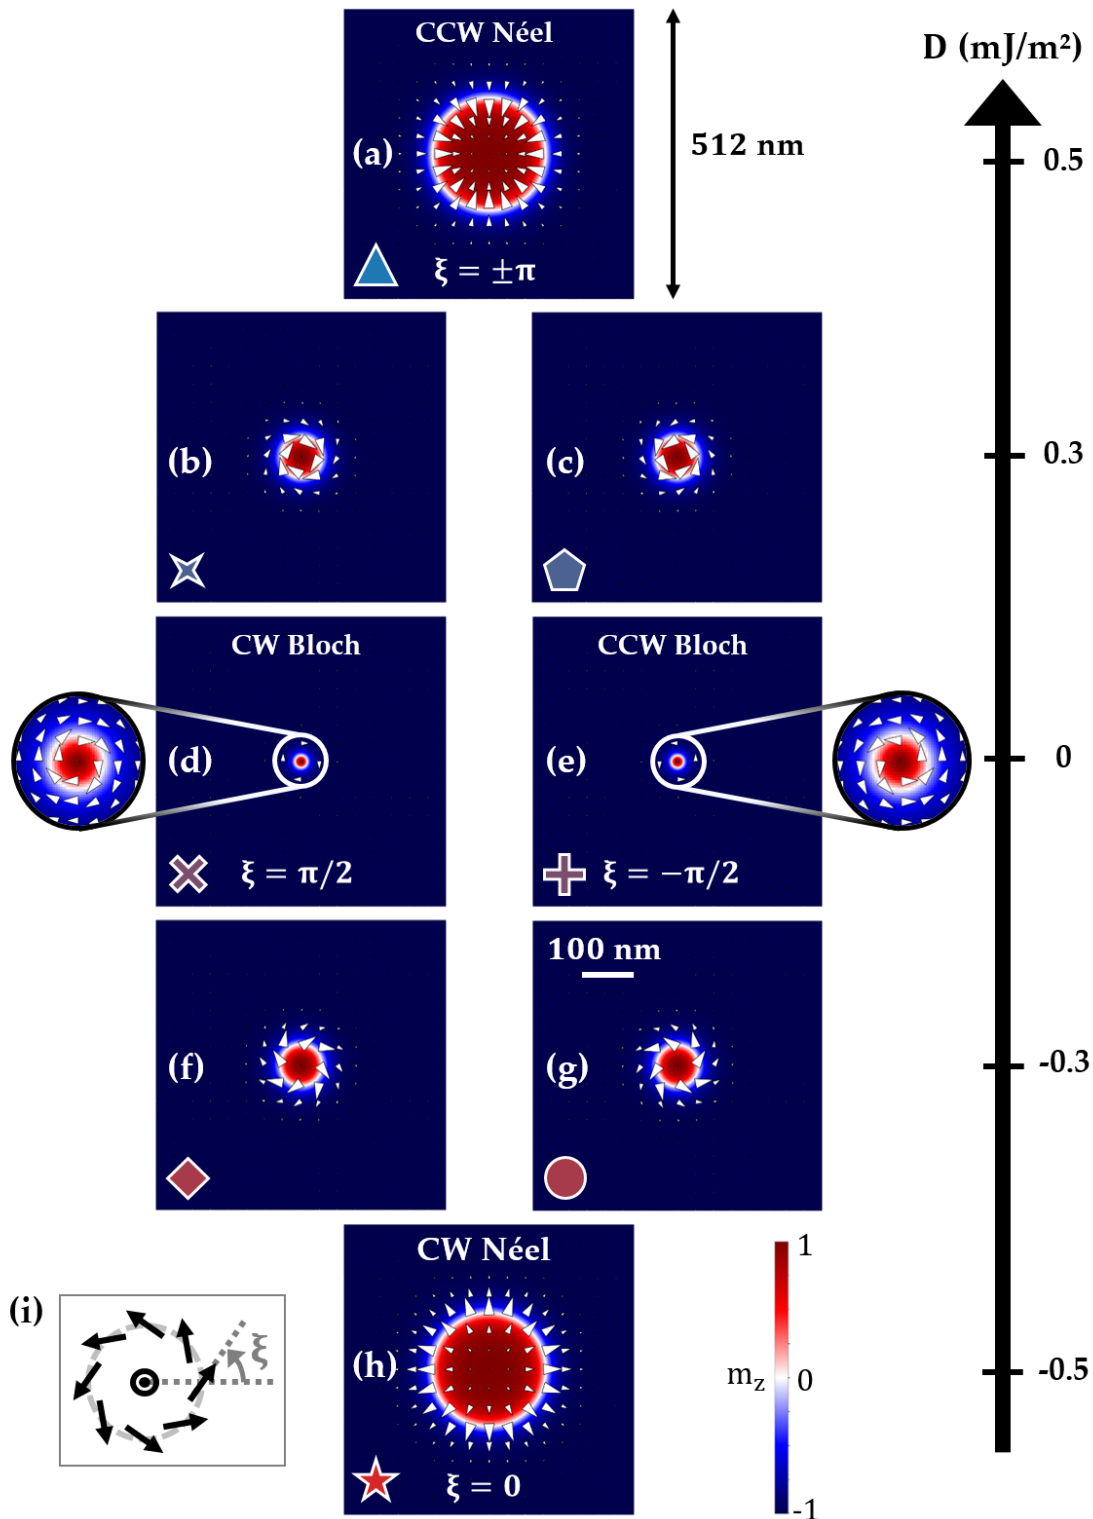 CCW Néel
D (mJ/m²)
(a)
512 nm
0.5
ξ = ±π
(b)
(c)
0.3
CW Bloch
CCW Bloch
(d)
(e)
0
ξ = π/2
ξ = −π/2
100 nm
(f)
(g)
-0.3
CW Néel
1
(i)
ξ
(h)
m_z
0
-0.5
ξ = 0
-1